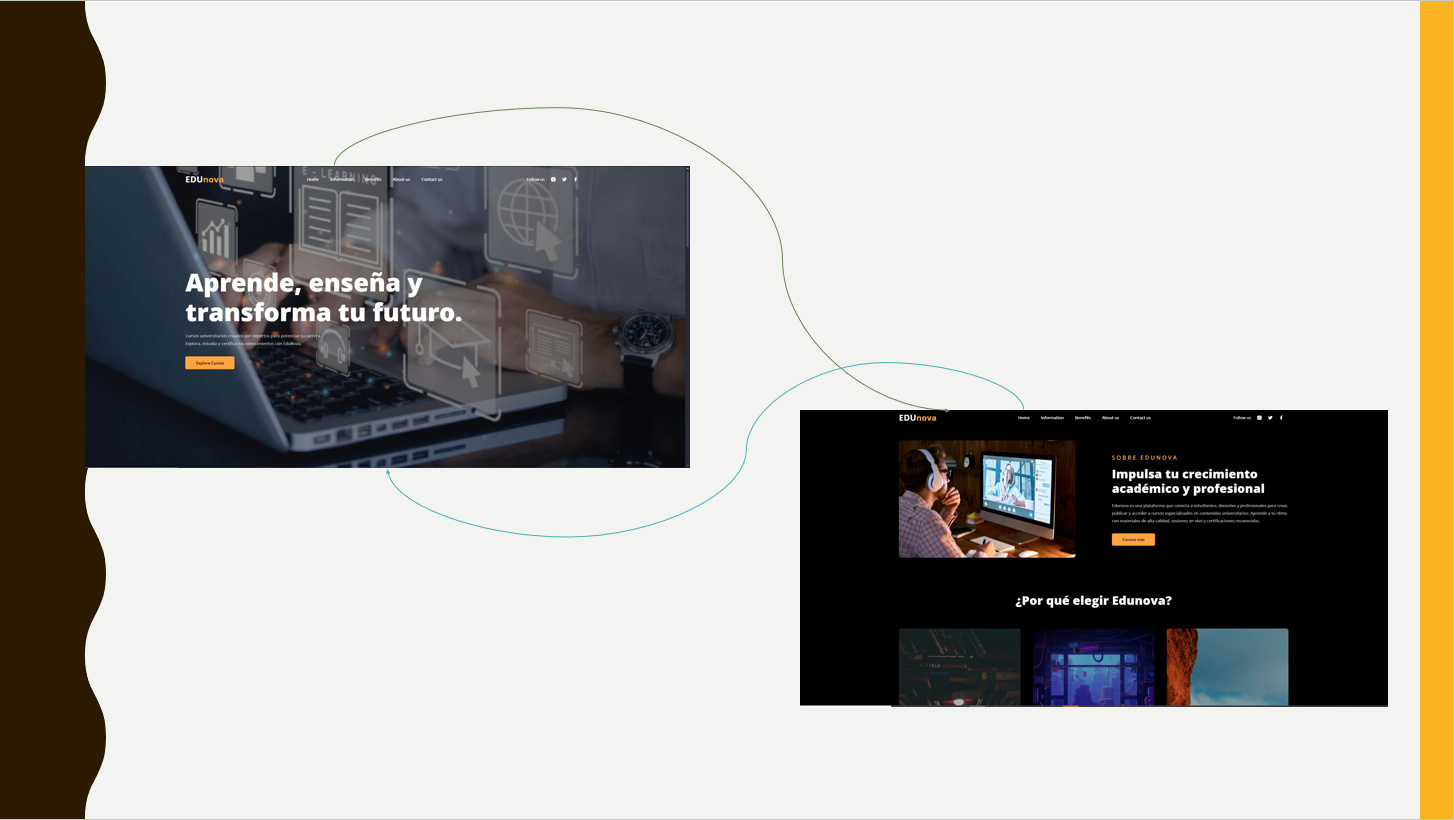 E - LEARNING
EDUnova
Home Information Benefits About us Contact us
Follow us
Aprende, enseña y
transforma tu futuro.
Cursos universitarios creados por expertos para potenciar tu carrera.
Explora, estudia y certifica tus conocimientos con EduNova.
Explora Cursos
EDUnova
Home Information Benefits About us Contact us
Follow us
SOBRE EDUNOVA
Impulsa tu crecimiento
académico y profesional
Edunova es una plataforma que conecta a estudiantes, docentes y profesionales para crear,
publicar y acceder a cursos especializados en contenidos universitarios. Aprende a tu ritmo
con materiales de alta calidad, sesiones en vivo y certificaciones reconocidas.
Conoce más
¿Por qué elegir Edunova?